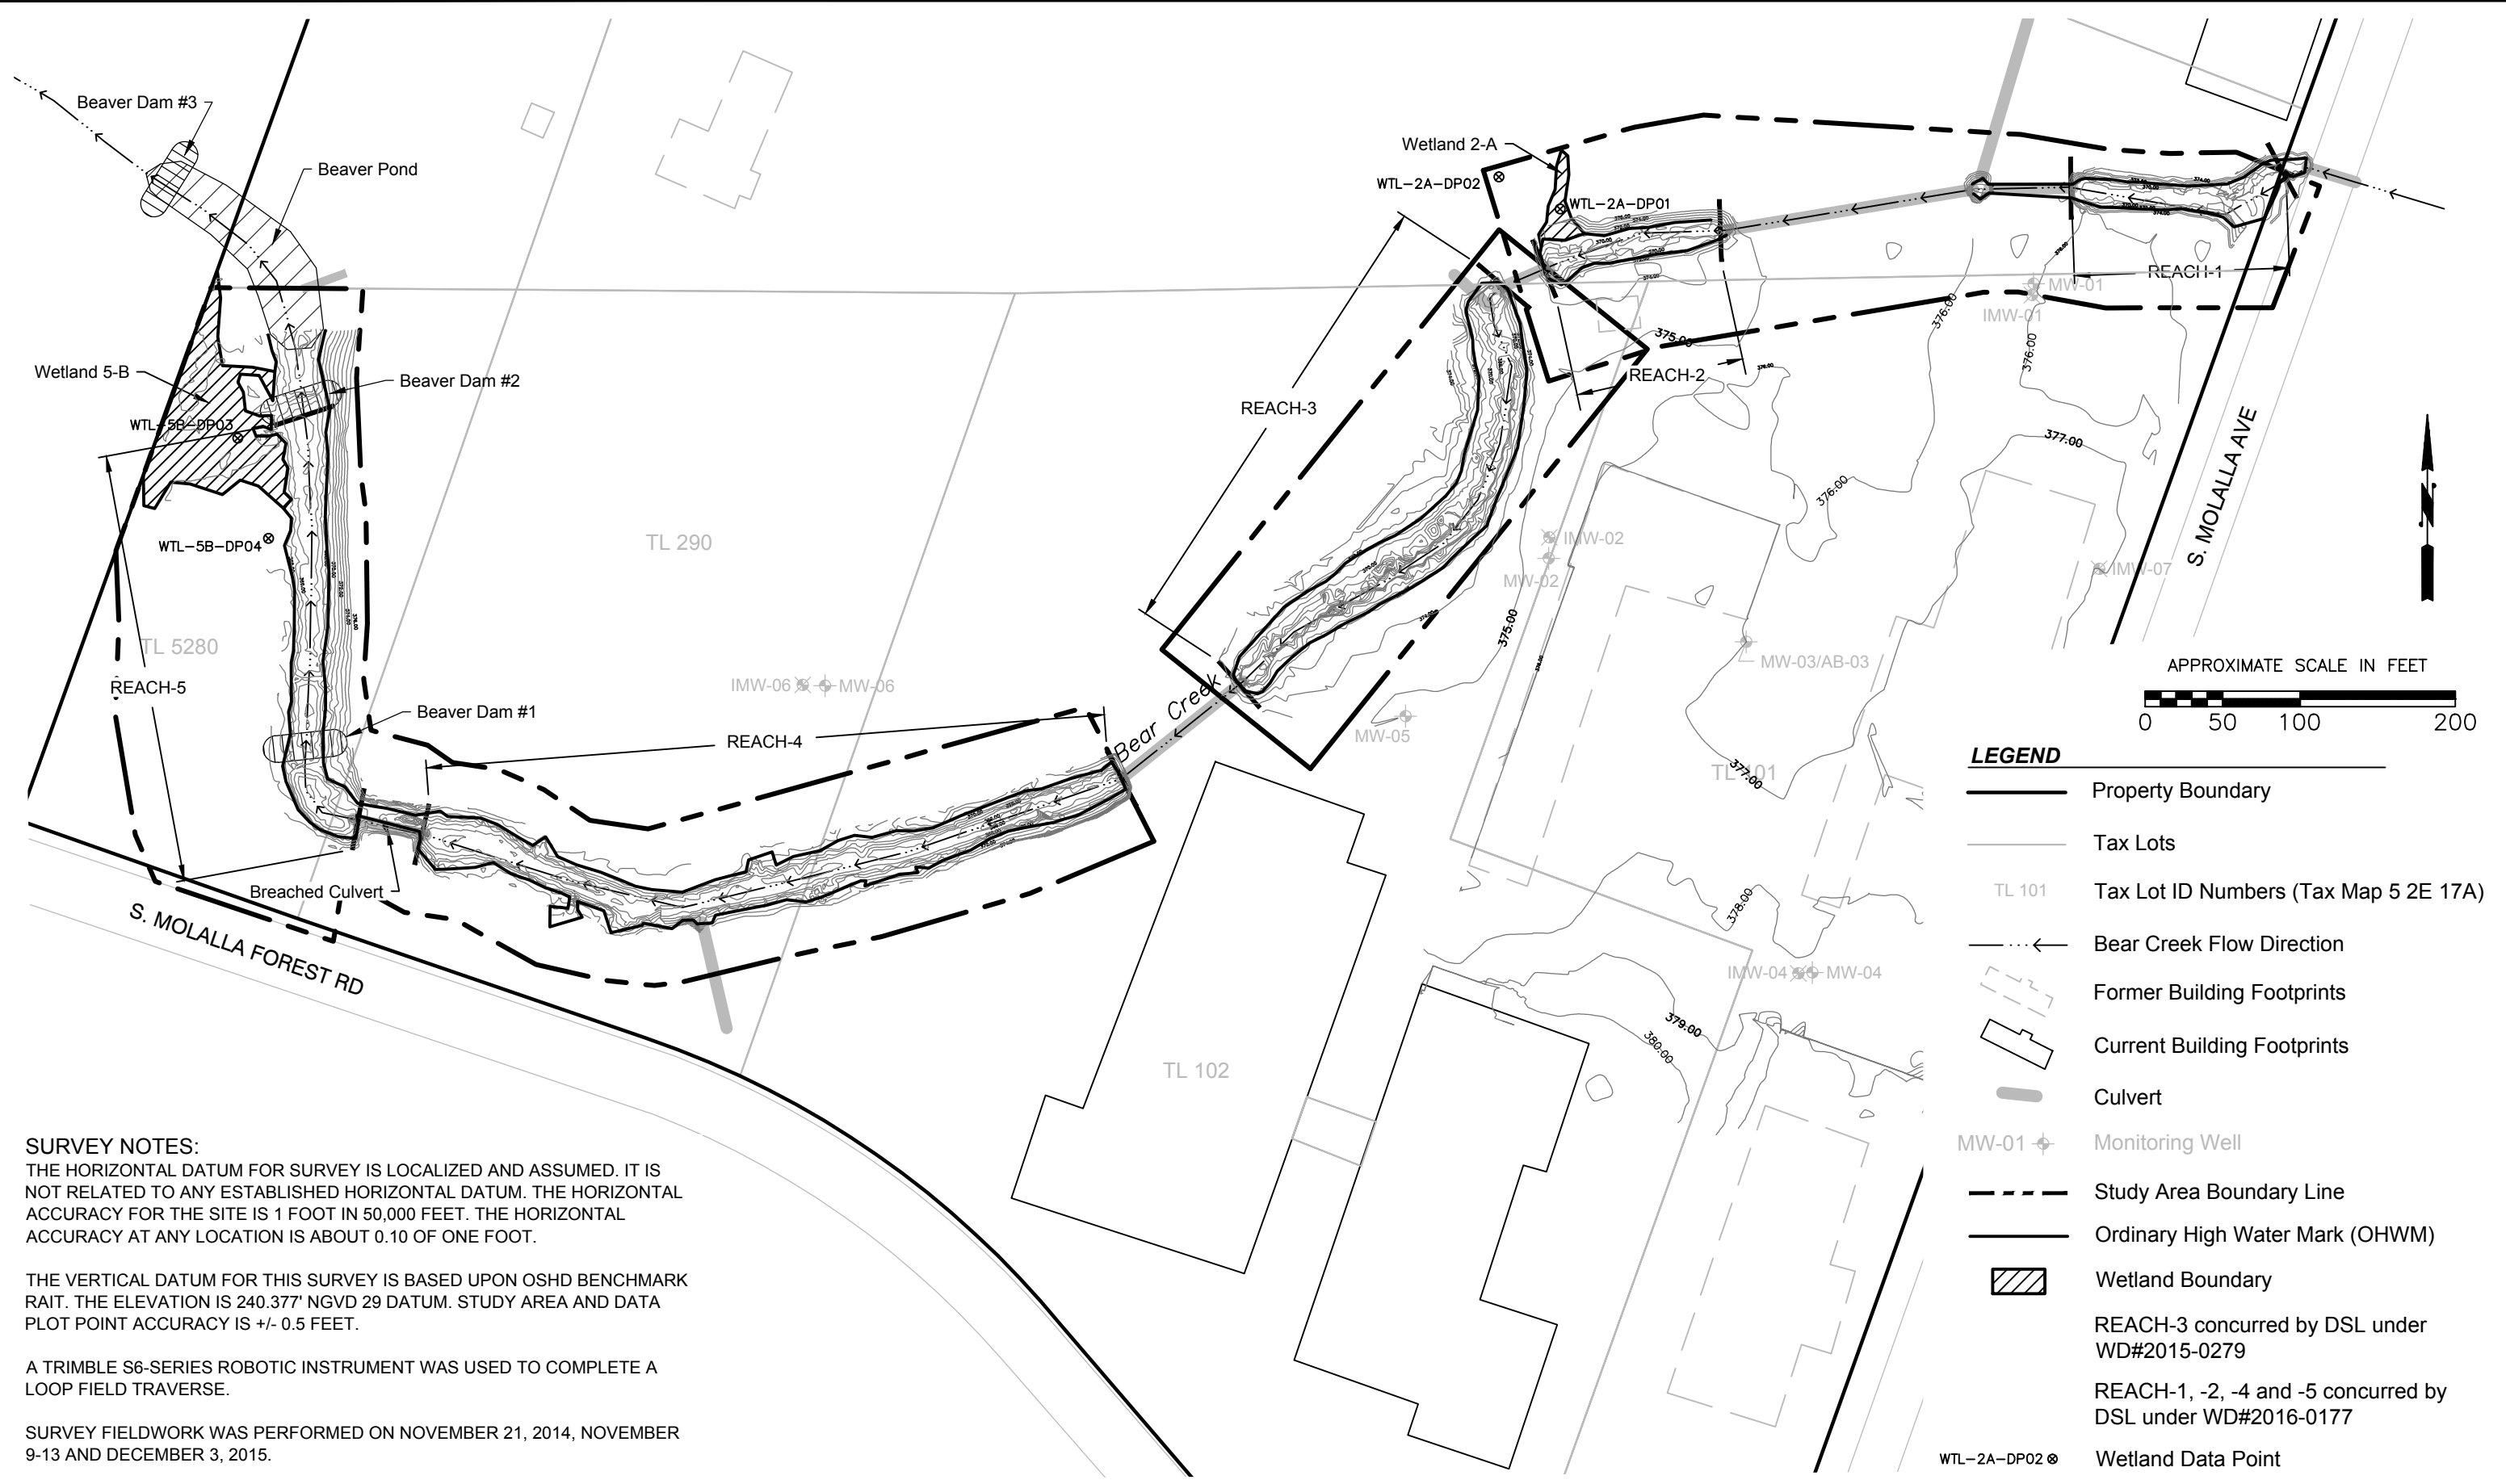 Beaver Dam #3
Beaver Pond
Wetland 2-A
WTL-2A-DP02
WTL-2A-DP01
REACH-1
MW-01
IMW-01
376.00
376.00
375.00
REACH-2
Wetland 5-B
Beaver Dam #2
REACH-3
WTL-5B-DP03
377.00
S. MOLALLA AVE
376.00
WTL-5B-DP04
TL 290
IMW-02
MW-02
IMW-07
375.00
TL 5280
MW-03/AB-03
REACH-5
IMW-06
MW-06
Beaver Dam #1
Bear Creek
MW-05
REACH-4
TL 101
377.00
Breached Culvert
S. MOLALLA FOREST RD
378.00
IMW-04
MW-04
379.00
380.00
TL 102
APPROXIMATE SCALE IN FEET
0 50 100 200
LEGEND
Property Boundary
Tax Lots
TL 101 Tax Lot ID Numbers (Tax Map 5 2E 17A)
Bear Creek Flow Direction
Former Building Footprints
Current Building Footprints
Culvert
MW-01 Monitoring Well
Study Area Boundary Line
Ordinary High Water Mark (OHWM)
Wetland Boundary
REACH-3 concurred by DSL under
WD#2015-0279
REACH-1, -2, -4 and -5 concurred by
DSL under WD#2016-0177
WTL-2A-DP02 Wetland Data Point
SURVEY NOTES:
THE HORIZONTAL DATUM FOR SURVEY IS LOCALIZED AND ASSUMED. IT IS
NOT RELATED TO ANY ESTABLISHED HORIZONTAL DATUM. THE HORIZONTAL
ACCURACY FOR THE SITE IS 1 FOOT IN 50,000 FEET. THE HORIZONTAL
ACCURACY AT ANY LOCATION IS ABOUT 0.10 OF ONE FOOT.
THE VERTICAL DATUM FOR THIS SURVEY IS BASED UPON OSHD BENCHMARK
RAIT. THE ELEVATION IS 240.377' NGVD 29 DATUM. STUDY AREA AND DATA
PLOT POINT ACCURACY IS +/- 0.5 FEET.
A TRIMBLE S6-SERIES ROBOTIC INSTRUMENT WAS USED TO COMPLETE A
LOOP FIELD TRAVERSE.
SURVEY FIELDWORK WAS PERFORMED ON NOVEMBER 21, 2014, NOVEMBER
9-13 AND DECEMBER 3, 2015.